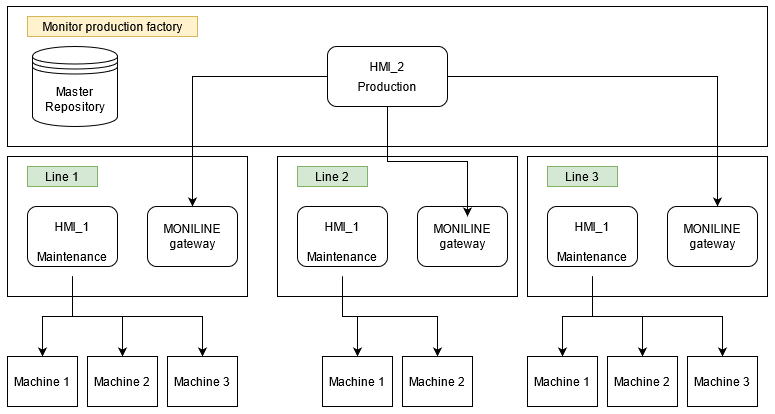 Monitor production factory
Master
Repository
HMI_2
Production
Line 1
HMI_1
Maintenance
MONILINE
gateway
Line 2
HMI_1
Maintenance
MONILINE
gateway
Line 3
HMI_1
Maintenance
MONILINE
gateway
Machine 1
Machine 2
Machine 3
Machine 1
Machine 2
Machine 1
Machine 2
Machine 3